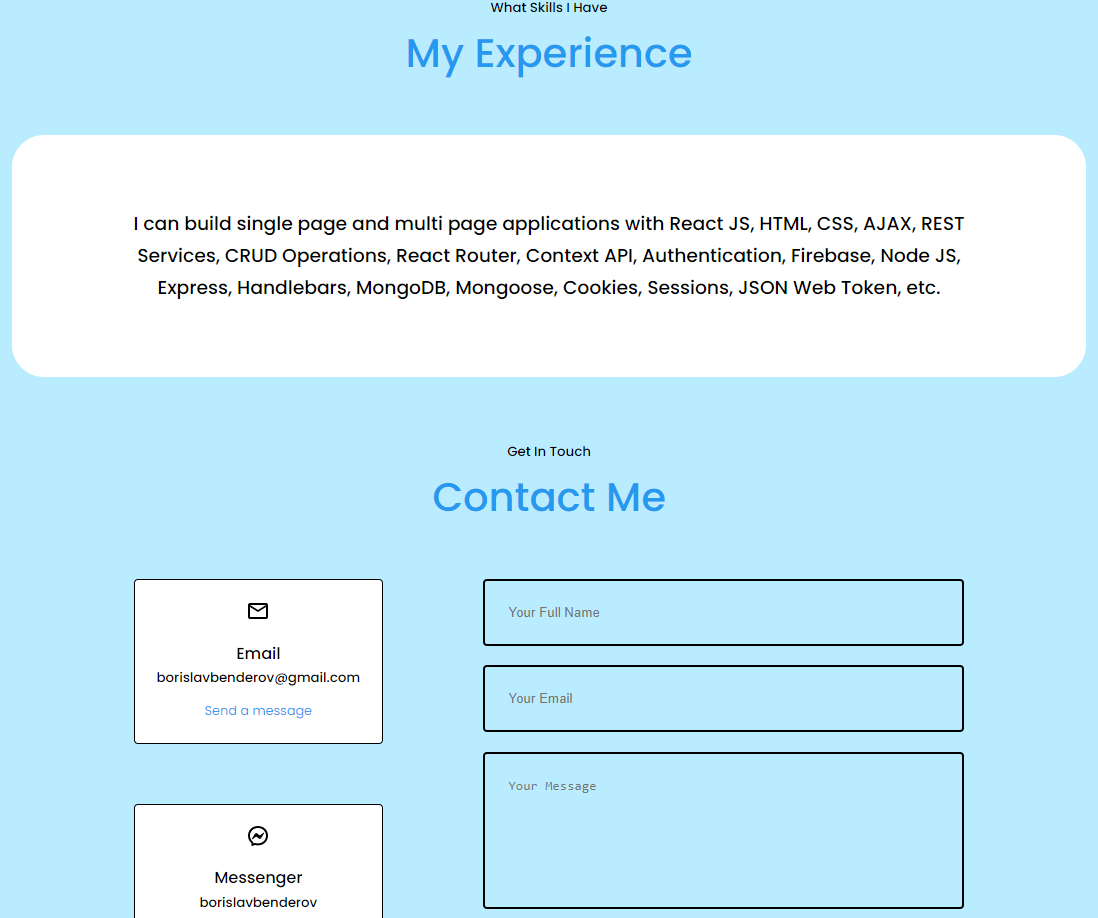 What Skills I Have
My Experience
I can build single page and multi page applications with React JS, HTML, CSS, AJAX, REST
Services, CRUD Operations, React Router, Context API, Authentication, Firebase, Node JS,
Express, Handlebars, MongoDB, Mongoose, Cookies, Sessions, JSON Web Token, etc.
Get In Touch
Contact Me
Email
borislavbenderov@gmail.com
Send a message
Messenger
borislavbenderov
Your Full Name
Your Email
Your Message